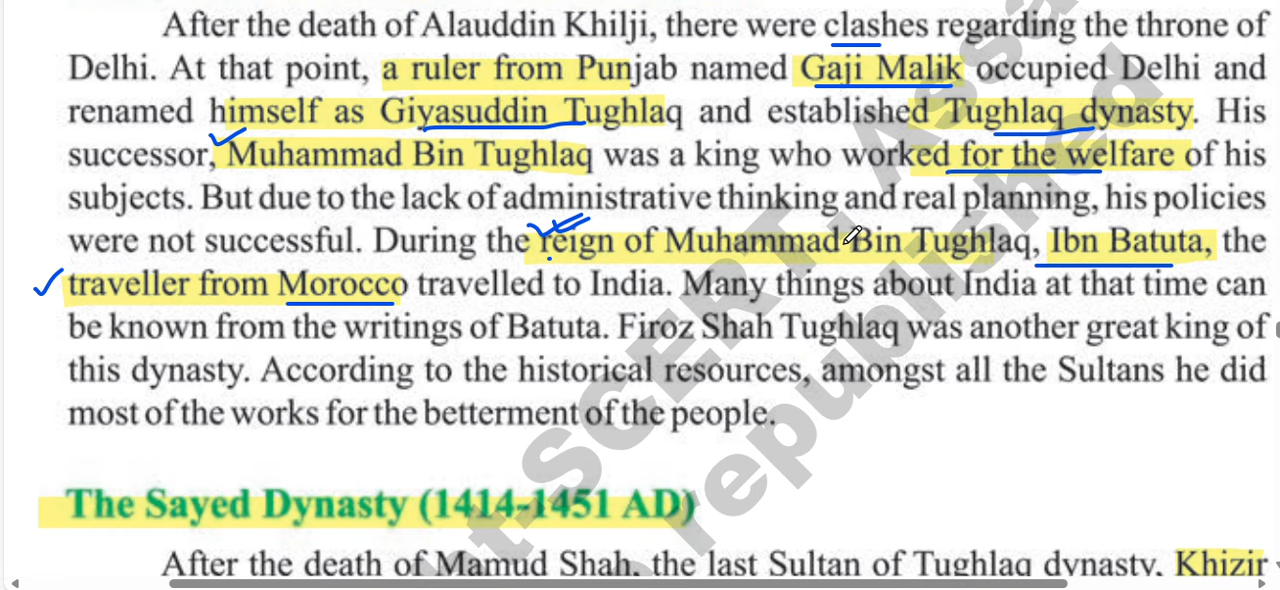 After the death of Alauddin Khilji, there were clashes regarding the throne of
Delhi. At that point, a ruler from Punjab named Gaji Malik occupied Delhi and
renamed himself as Giyasuddin Tughlaq and established Tughlaq dynasty. His
successor, Muhammad Bin Tughlaq was a king who worked for the welfare of his
subjects. But due to the lack of administrative thinking and real planning, his policies
were not successful. During the reign of Muhammad Bin Tughlaq, Ibn Batuta, the
traveller from Morocco travelled to India. Many things about India at that time can
be known from the writings of Batuta. Firoz Shah Tughlaq was another great king of
this dynasty. According to the historical resources, amongst all the Sultans he did
most of the works for the betterment of the people.
The Sayed Dynasty (1414-1451 AD)
After the death of Mamud Shah, the last Sultan of Tughlaq dynasty, Khizir
SCERT
republished